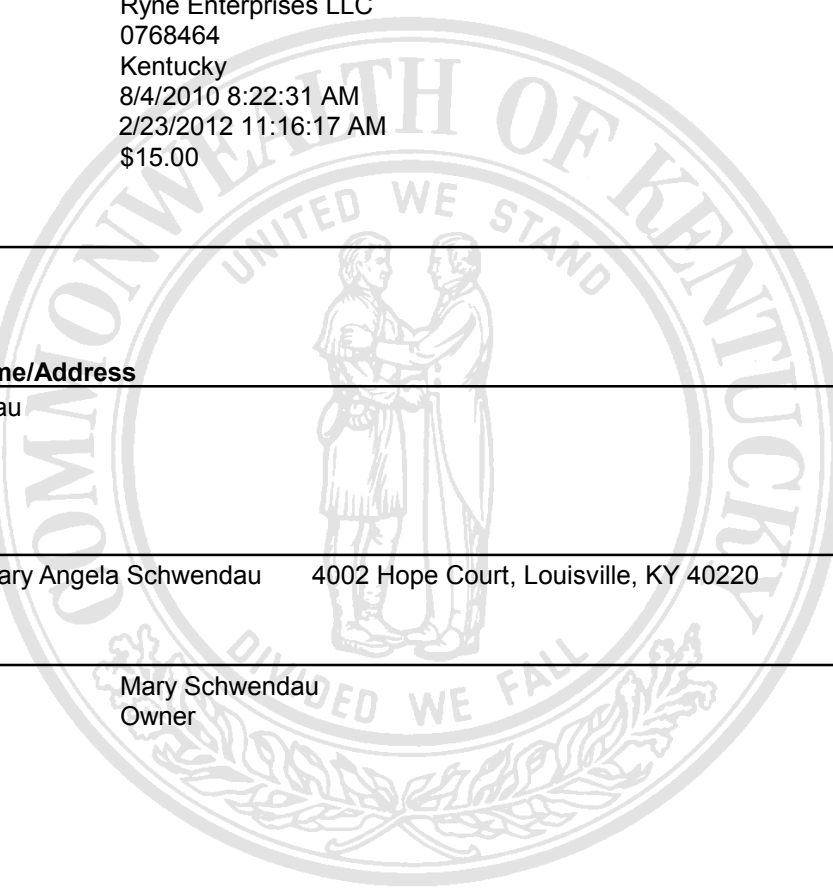 Ryne Enterprises LLC
0768464
Kentucky
8/4/2010 8:22:31 AM
2/23/2012 11:16:17 AM
$15.00
COMMONWEALTH OF KENTUCKY
UNITED WE STAND
me/Address
au
ary Angela Schwendau 4002 Hope Court, Louisville, KY 40220
DIVIDED WE FALL
Mary Schwendau
Owner